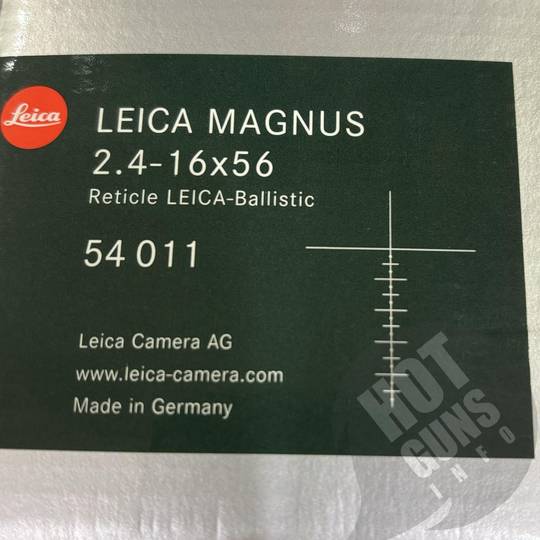 Leica
LEICA MAGNUS
2.4-16x56
Reticle LEICA-Ballistic
54 011
Leica Camera AG
www.leica-camera.com
Made in Germany
HOT
GUNS
INFO